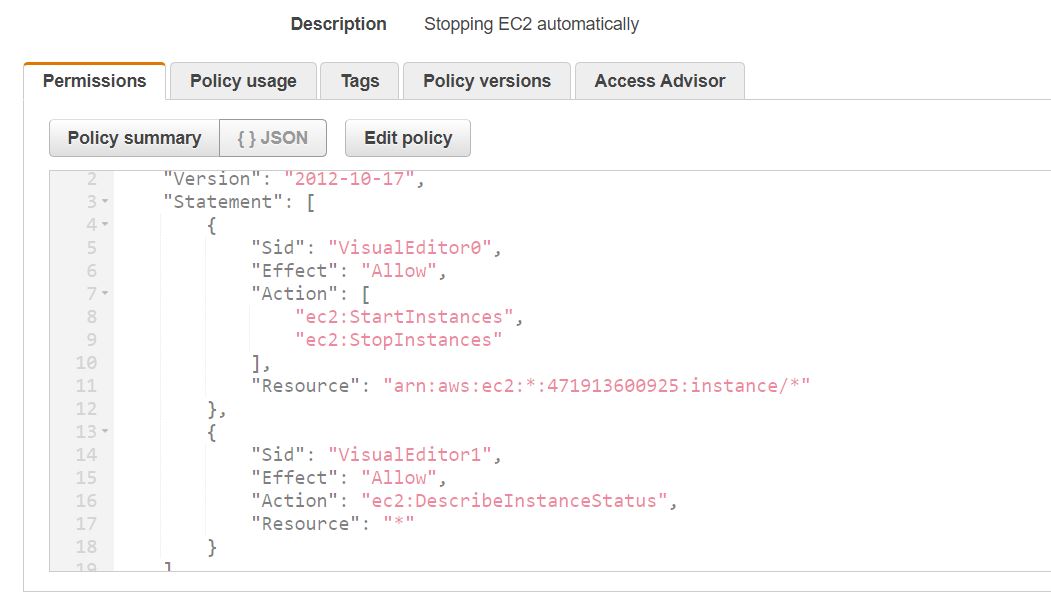 Description Stopping EC2 automatically
Permissions Policy usage Tags Policy versions Access Advisor
Policy summary { } JSON Edit policy
2 "Version": "2012-10-17",
3 "Statement": [
4 {
5 "Sid": "VisualEditor0",
6 "Effect": "Allow",
7 "Action": [
8 "ec2:StartInstances",
9 "ec2:StopInstances"
10 ],
11 "Resource": "arn:aws:ec2:*:471913600925:instance/*"
12 },
13 {
14 "Sid": "VisualEditor1",
15 "Effect": "Allow",
16 "Action": "ec2:DescribeInstanceStatus",
17 "Resource": "*"
18 }
19 ]